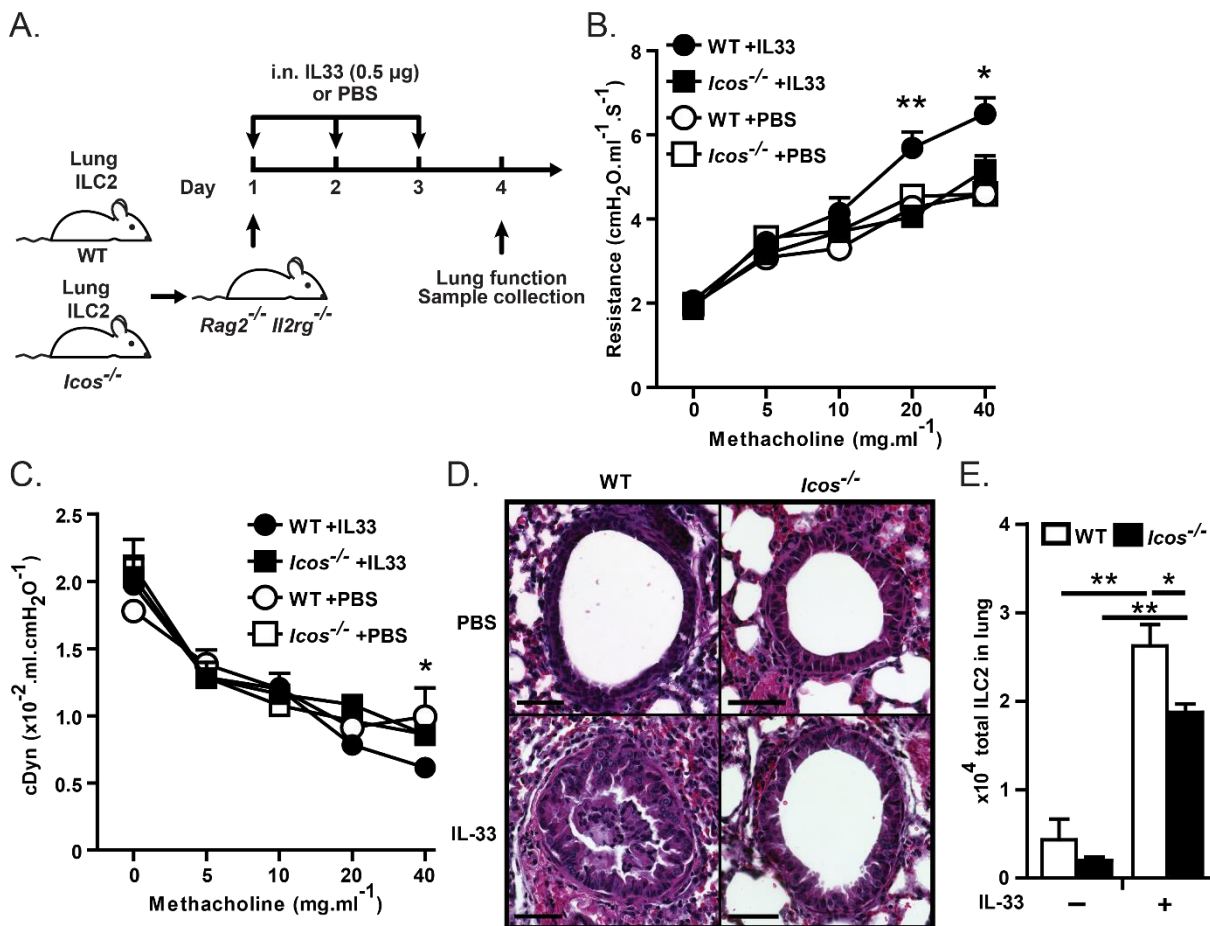 A.
i.n. IL33 (0.5 µg)
or PBS
Lung
ILC2
WT
Day
1
2
3
4
Lung
ILC2
Icos-/-
Rag2-/- Il2rg-/-
Lung function
Sample collection
B.
WT +IL33
Icos-/- +IL33
WT +PBS
Icos-/- +PBS
**
*
8
6
4
2
0
Resistance (cmH2O.ml-1.S-1)
0
5
10
20
40
Methacholine (mg.ml-1)
C.
2.5
2.0
1.5
1.0
0.5
0.0
cDyn (x10-2.ml.cmH2O-1)
WT +IL33
Icos-/- +IL33
WT +PBS
Icos-/- +PBS
*
0
5
10
20
40
Methacholine (mg.ml-1)
D.
WT
Icos-/-
PBS
IL-33
E.
WT
Icos-/-
**
*
**
4
3
2
1
0
x10^4 total ILC2 in lung
IL-33
−
+